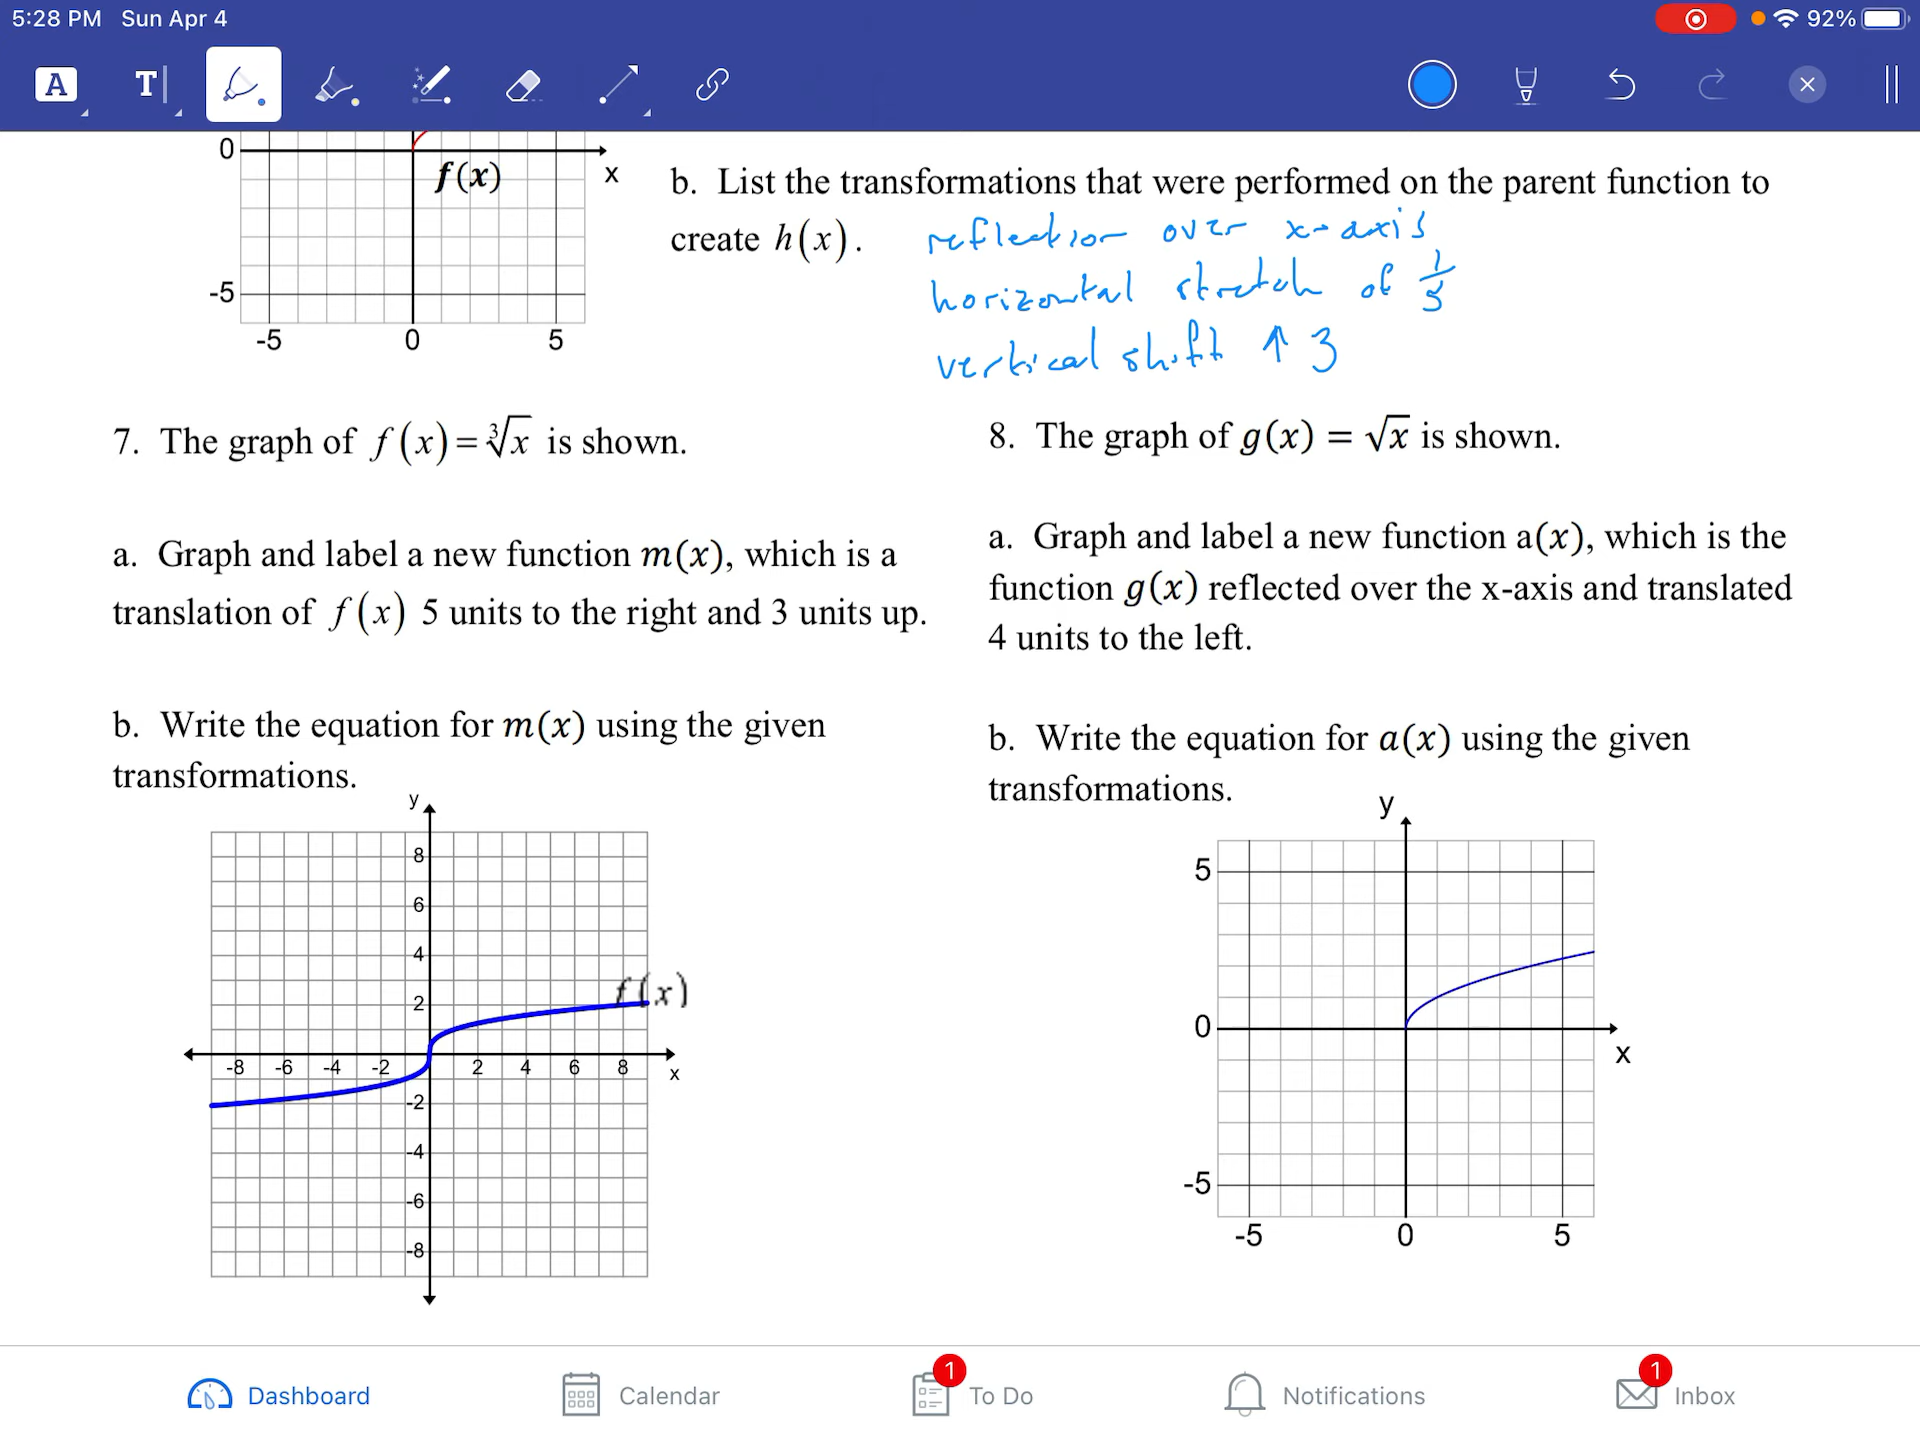 5:28 PM Sun Apr 4
92%
A T
0
f(x)
x
-5
-5 0 5
b. List the transformations that were performed on the parent function to
create h(x).
reflection over x-axis
horizontal stretch of 1/5
vertical shift ↑ 3
7. The graph of f(x)=∛x is shown.
a. Graph and label a new function m(x), which is a
translation of f(x) 5 units to the right and 3 units up.
b. Write the equation for m(x) using the given
transformations.
y
8
6
4
2
f(x)
-8 -6 -4 -2 2 4 6 8 x
-2
-4
-6
-8
8. The graph of g(x) = √x is shown.
a. Graph and label a new function a(x), which is the
function g(x) reflected over the x-axis and translated
4 units to the left.
b. Write the equation for a(x) using the given
transformations.
y
5
0
x
-5
-5 0 5
Dashboard
Calendar
1
To Do
Notifications
1
Inbox